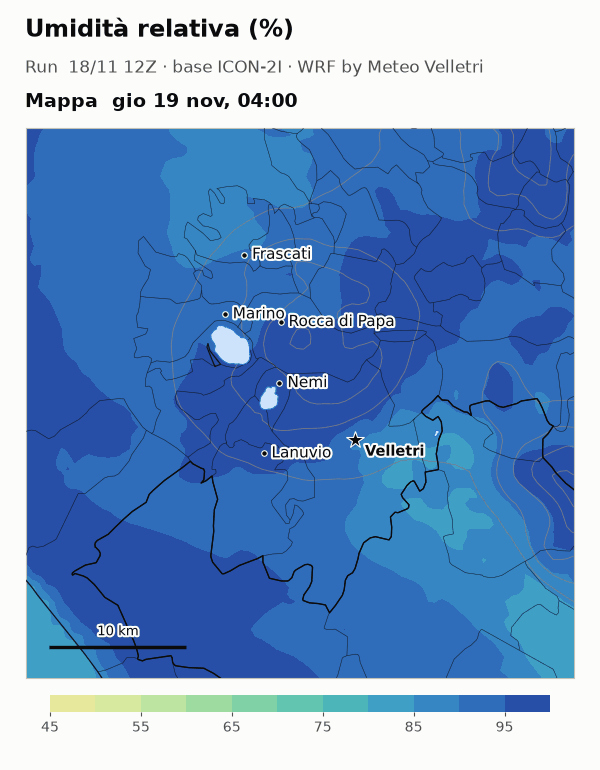 Umidità relativa (%)
Run  18/11 12Z · base ICON-2I · WRF by Meteo Velletri
Mappa  gio 19 nov, 04:00
Frascati
Marino
Rocca di Papa
Nemi
Velletri
Lanuvio
10 km
45 55 65 75 85 95